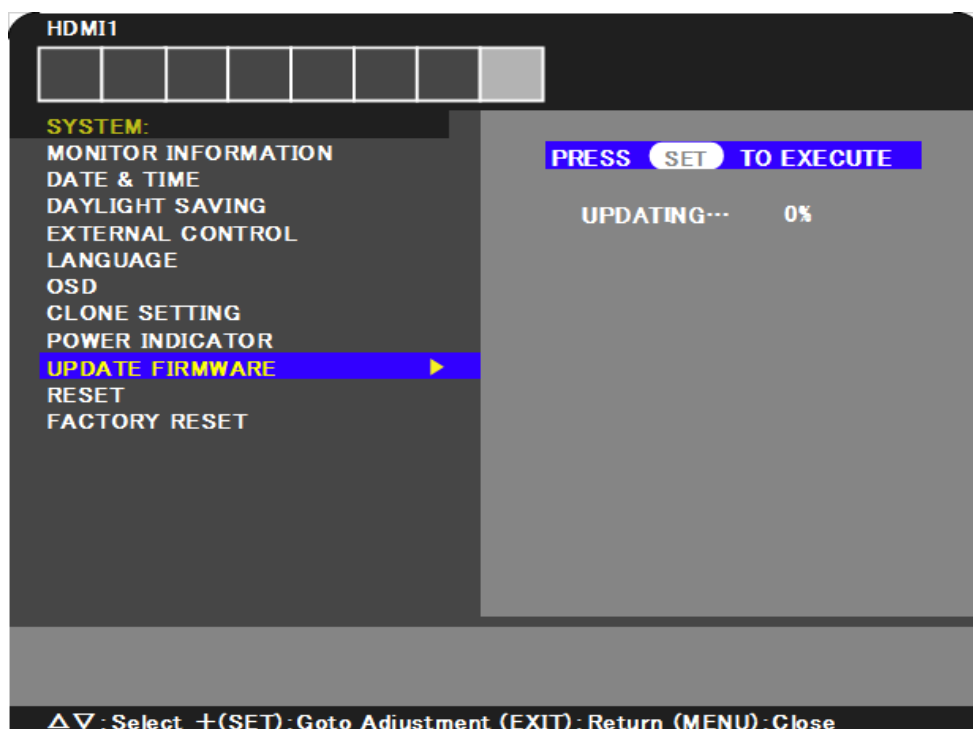 HDMI1
SYSTEM:
MONITOR INFORMATION
DATE & TIME
DAYLIGHT SAVING
EXTERNAL CONTROL
LANGUAGE
OSD
CLONE SETTING
POWER INDICATOR
UPDATE FIRMWARE ▶
RESET
FACTORY RESET
PRESS SET TO EXECUTE
UPDATING··· 0%
△▽:Select +(SET):Goto Adjustment (EXIT):Return (MENU):Close